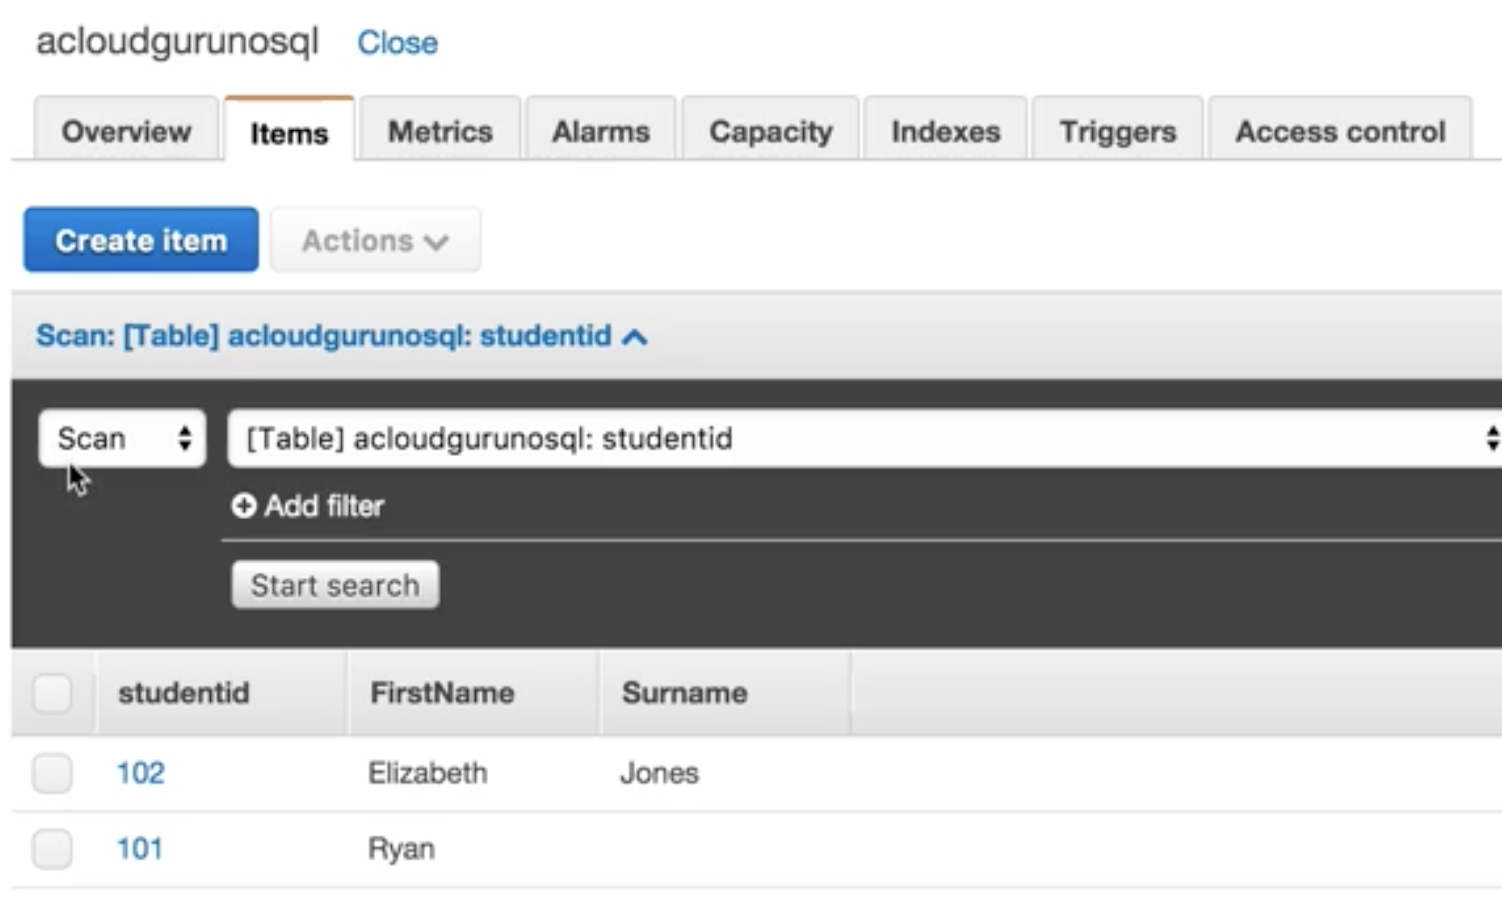 acloudgurunosql Close
Overview Items Metrics Alarms Capacity Indexes Triggers Access control
Create item Actions
Scan: [Table] acloudgurunosql: studentid
Scan [Table] acloudgurunosql: studentid
Add filter
Start search
studentid FirstName Surname
102 Elizabeth Jones
101 Ryan